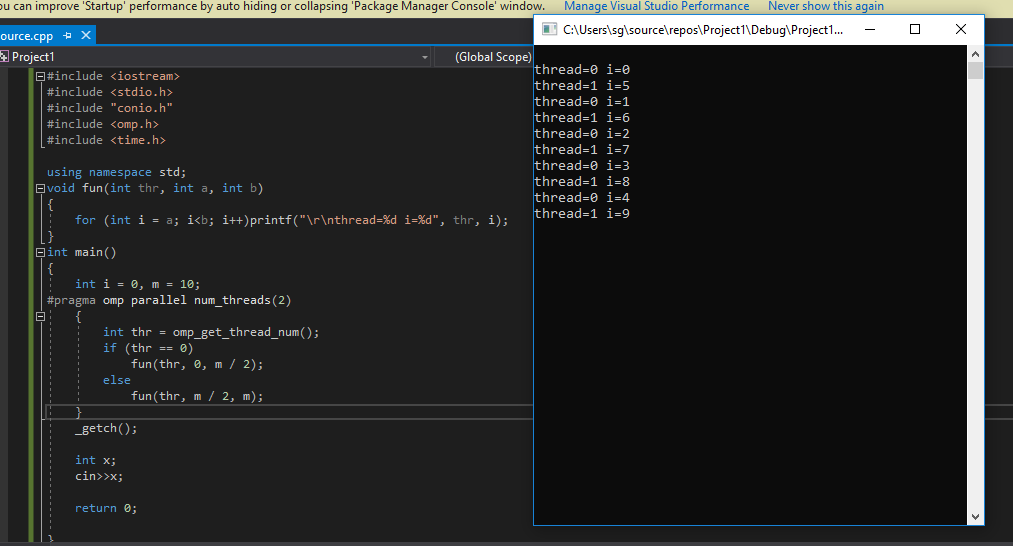 ou can improve 'Startup' performance by auto hiding or collapsing 'Package Manager Console' window. Manage Visual Studio Performance Never show this again
ource.cpp
C:\Users\sg\source\repos\Project1\Debug\Project1...
Project1 (Global Scope)
#include <iostream>
#include <stdio.h>
#include "conio.h"
#include <omp.h>
#include <time.h>
using namespace std;
void fun(int thr, int a, int b)
{
for (int i = a; i<b; i++)printf("\r\nthread=%d i=%d", thr, i);
}
int main()
{
int i = 0, m = 10;
#pragma omp parallel num_threads(2)
{
int thr = omp_get_thread_num();
if (thr == 0)
fun(thr, 0, m / 2);
else
fun(thr, m / 2, m);
}
_getch();
int x;
cin>>x;
return 0;
}
thread=0 i=0
thread=1 i=5
thread=0 i=1
thread=1 i=6
thread=0 i=2
thread=1 i=7
thread=0 i=3
thread=1 i=8
thread=0 i=4
thread=1 i=9